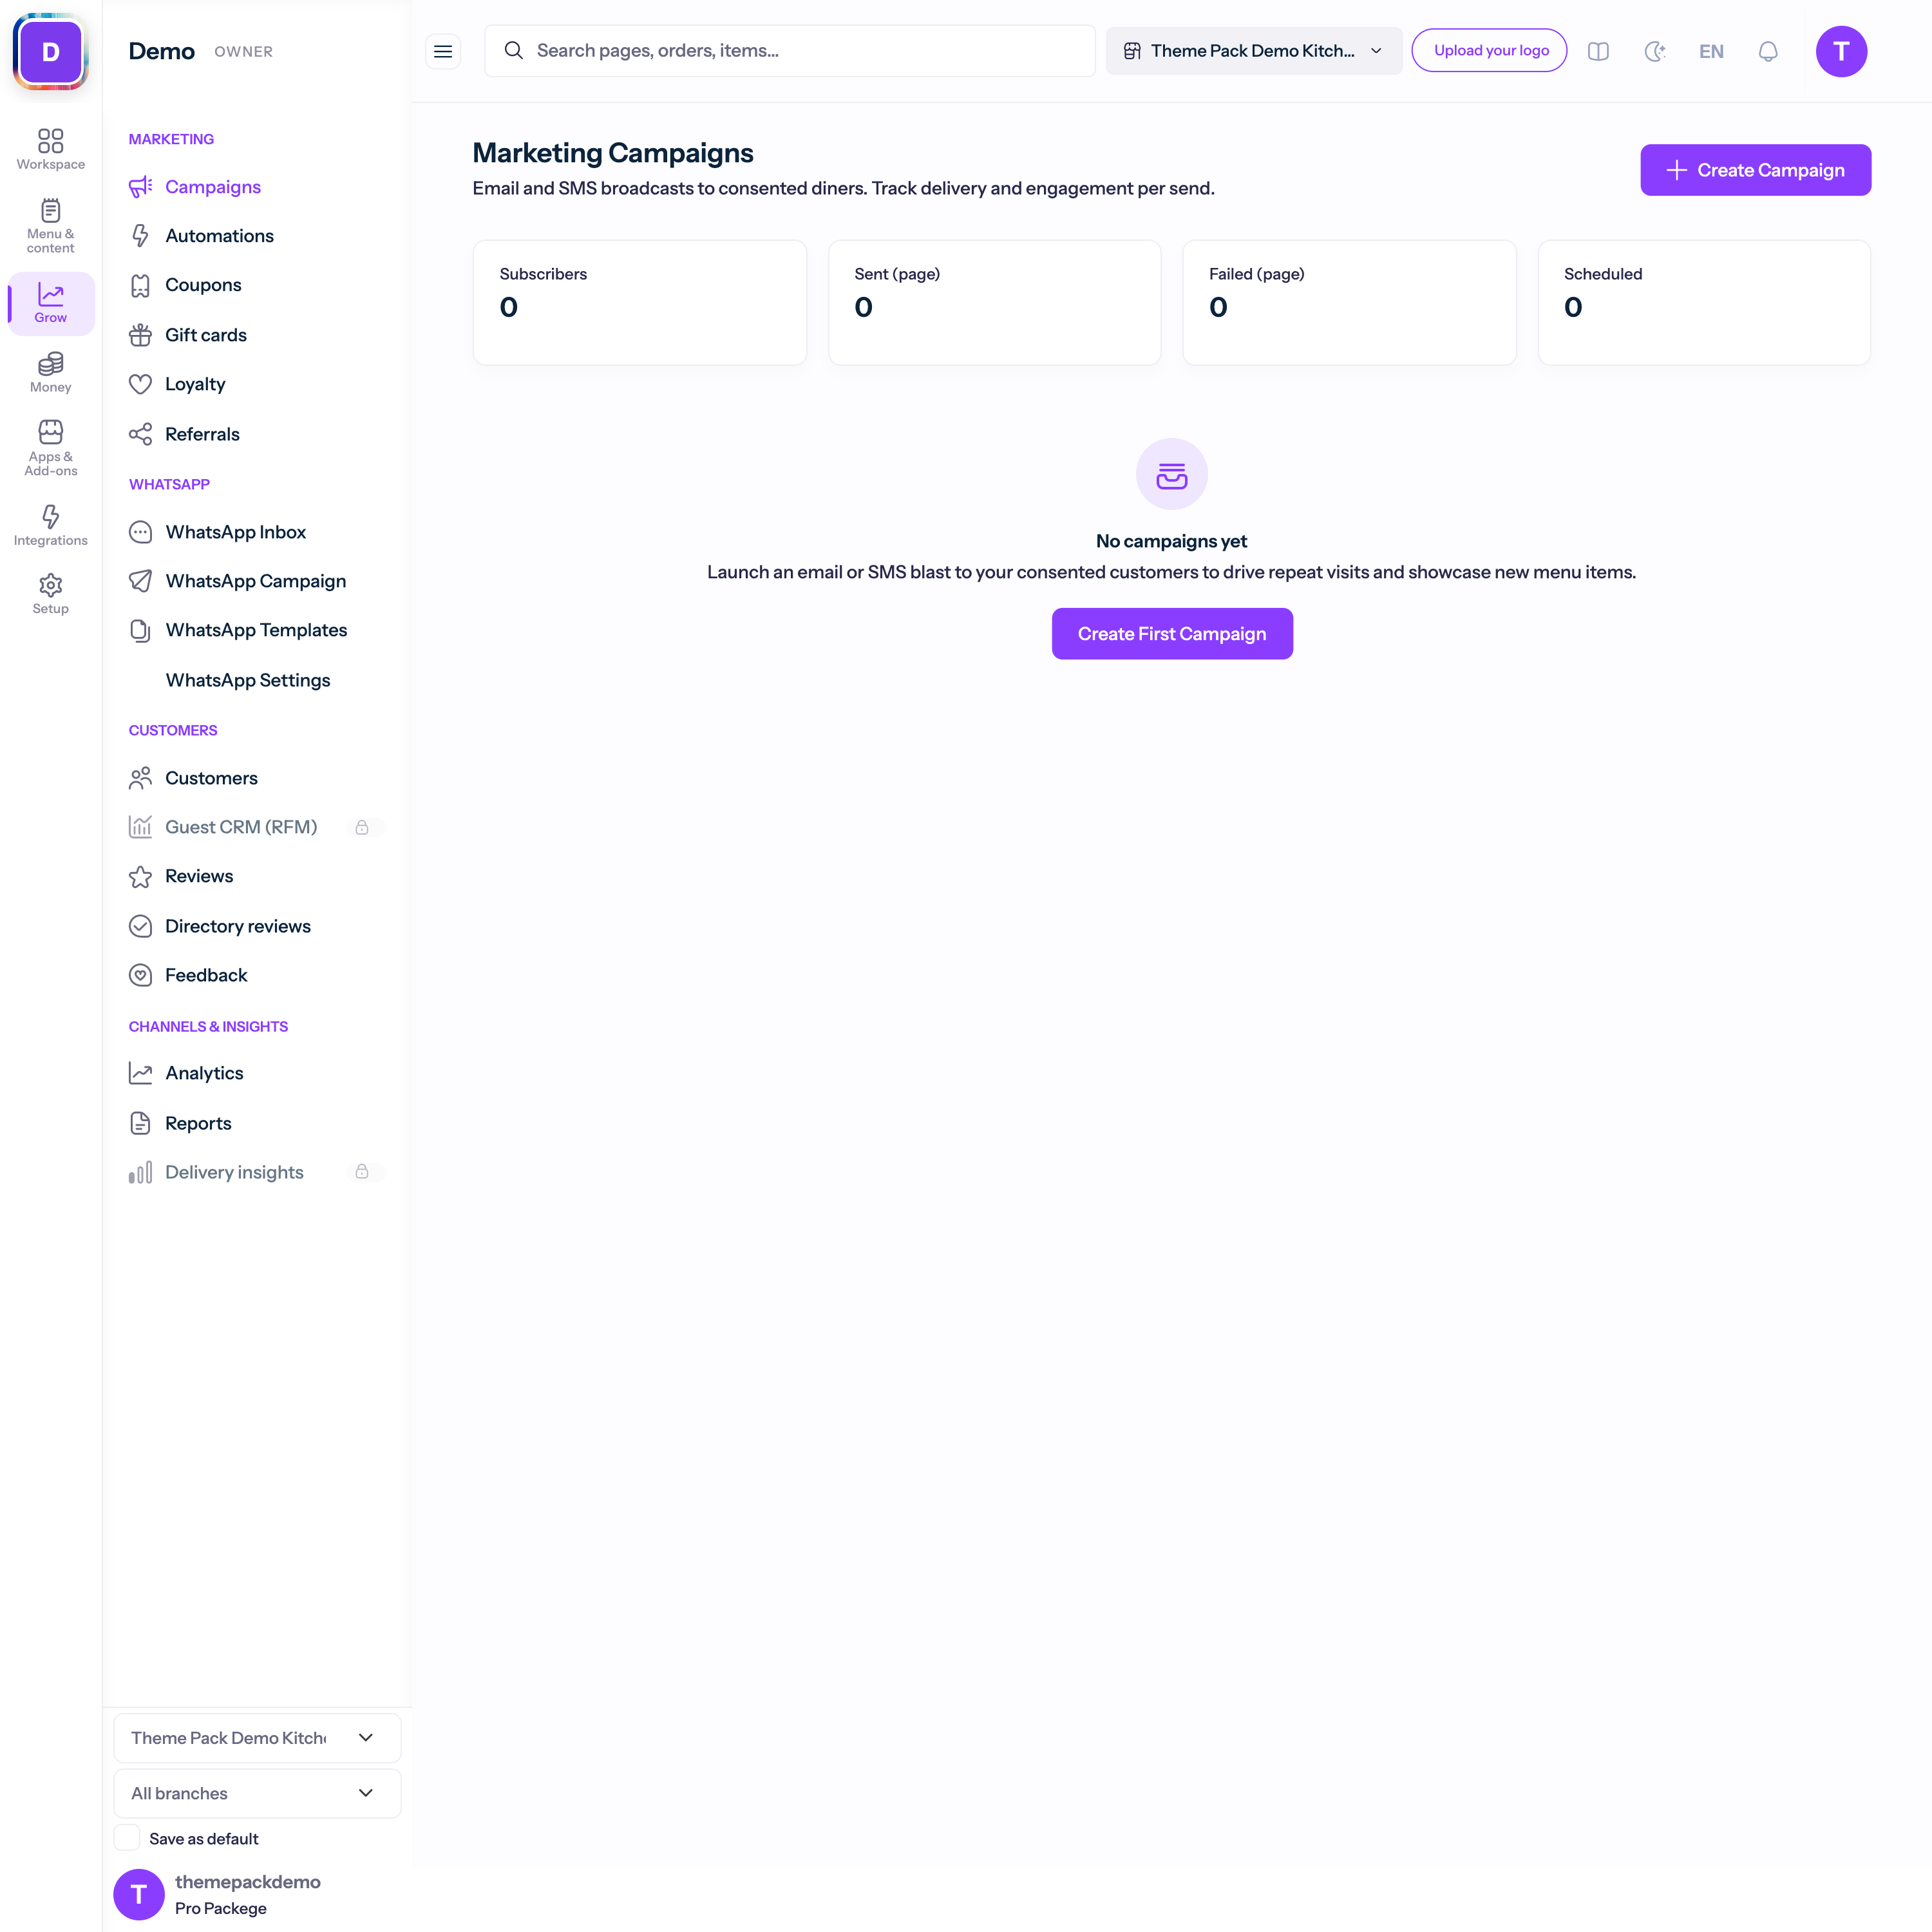 D
Workspace
Menu &
content
Grow
Money
Apps &
Add-ons
Integrations
Setup
Demo OWNER
MARKETING
Campaigns
Automations
Coupons
Gift cards
Loyalty
Referrals
WHATSAPP
WhatsApp Inbox
WhatsApp Campaign
WhatsApp Templates
WhatsApp Settings
CUSTOMERS
Customers
Guest CRM (RFM)
Reviews
Directory reviews
Feedback
CHANNELS & INSIGHTS
Analytics
Reports
Delivery insights
Theme Pack Demo Kitche
All branches
Save as default
T
themepackdemo
Pro Packege
Search pages, orders, items...
Theme Pack Demo Kitch...
Upload your logo
EN
T
Marketing Campaigns
Email and SMS broadcasts to consented diners. Track delivery and engagement per send.
Create Campaign
Subscribers
0
Sent (page)
0
Failed (page)
0
Scheduled
0
No campaigns yet
Launch an email or SMS blast to your consented customers to drive repeat visits and showcase new menu items.
Create First Campaign